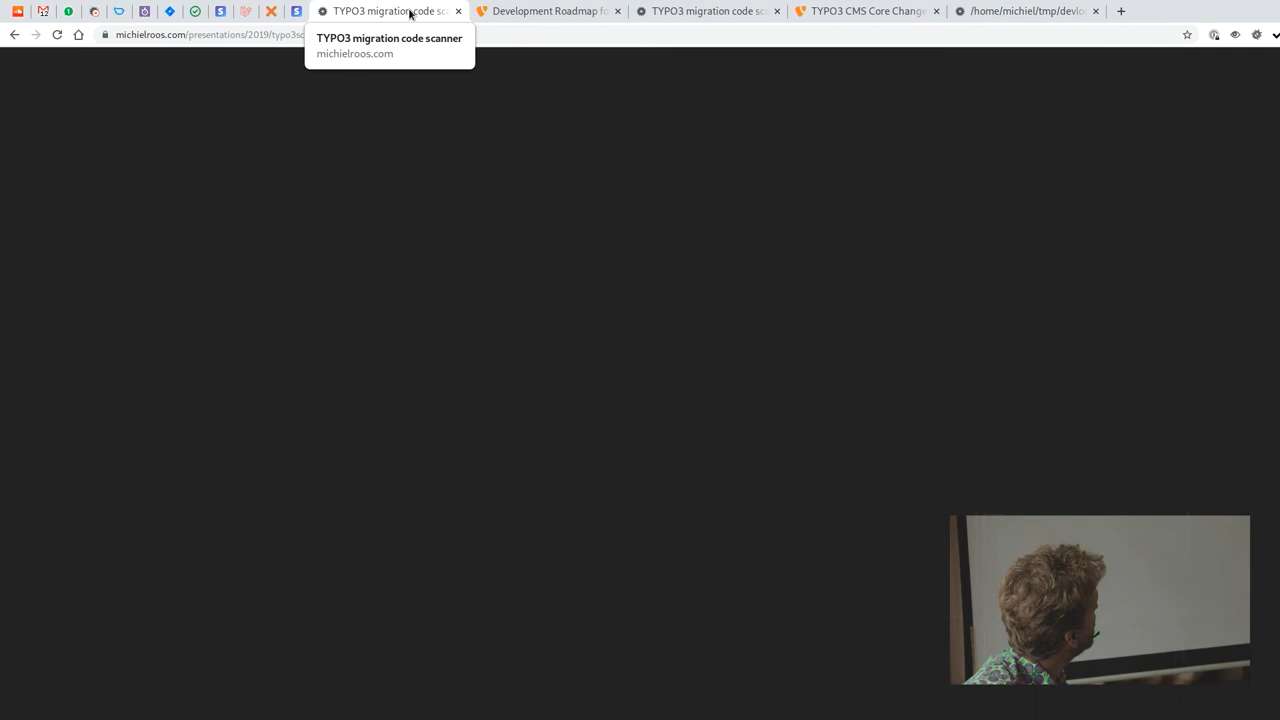 TYPO3 migration code sc
Development Roadmap fo
TYPO3 migration code sc
TYPO3 CMS Core Change
/home/michiel/tmp/devlo
michielroos.com/presentations/2019/typo3sc
TYPO3 migration code scanner
michielroos.com